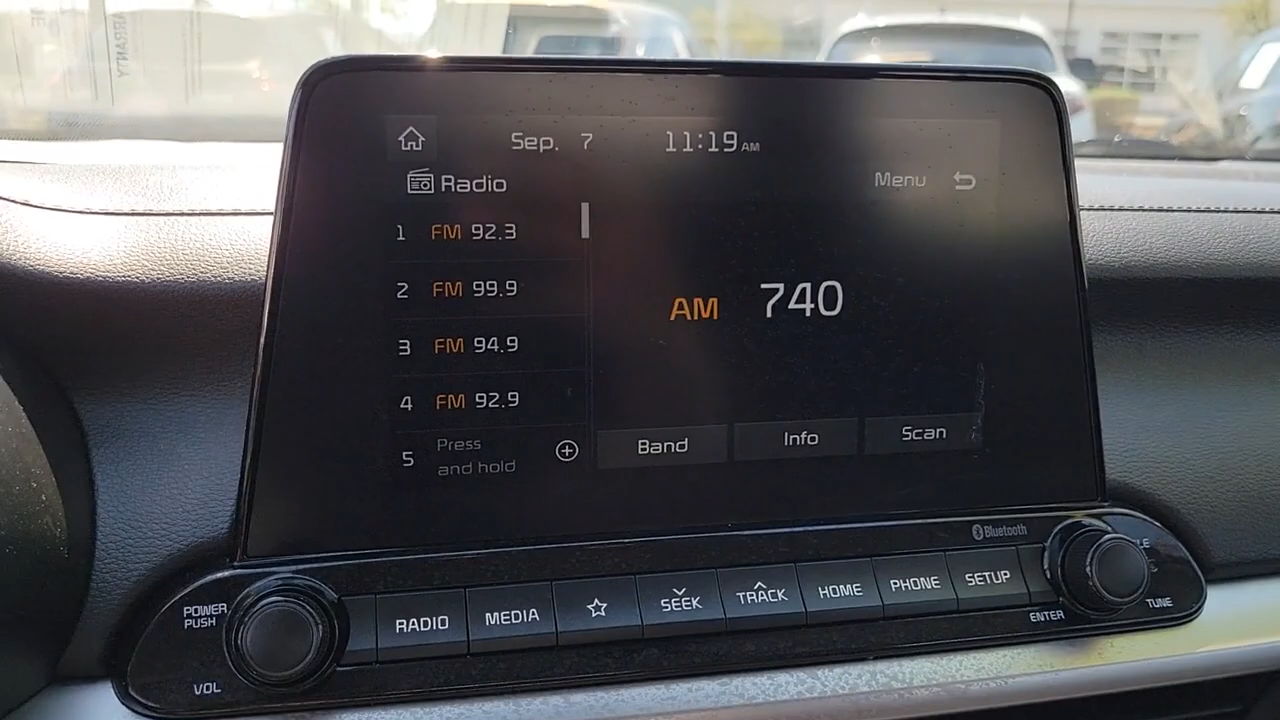 WARRANTY
Sep. 7 11:19 AM
Radio
Menu
1 FM 92.3
2 FM 99.9
3 FM 94.9
4 FM 92.9
5 Press
and hold
AM 740
Band Info Scan
Bluetooth
POWER
PUSH
VOL
RADIO
MEDIA
SEEK
TRACK
HOME
PHONE
SETUP
ENTER
TUNE